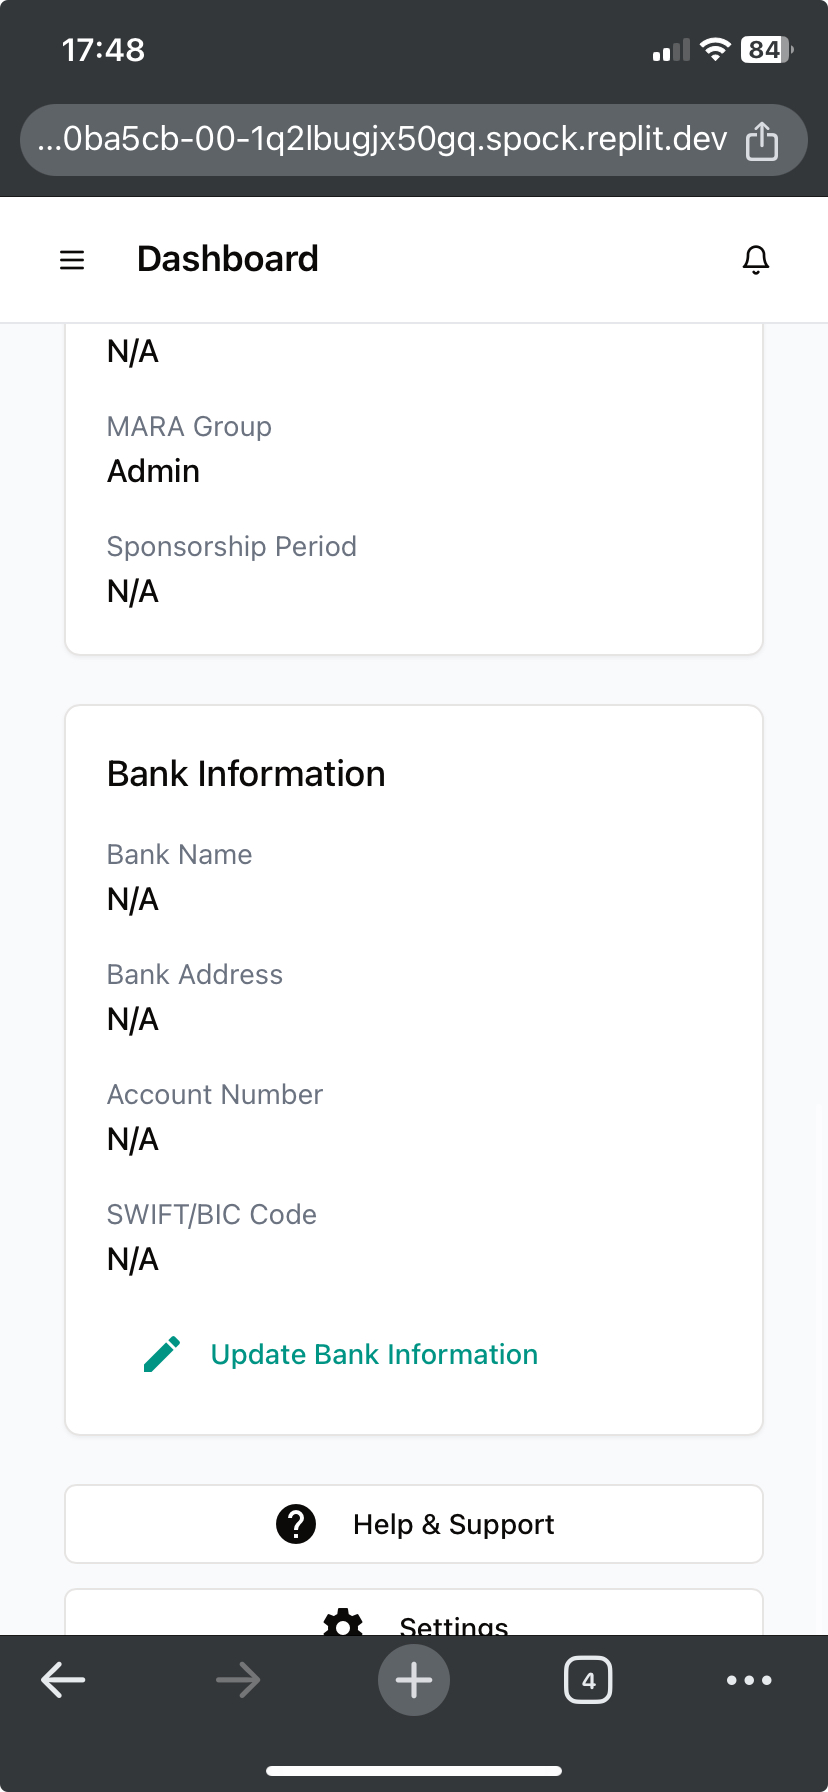 17:48
84
...0ba5cb-00-1q2lbugjx50gq.spock.replit.dev
Dashboard
N/A
MARA Group
Admin
Sponsorship Period
N/A
Bank Information
Bank Name
N/A
Bank Address
N/A
Account Number
N/A
SWIFT/BIC Code
N/A
Update Bank Information
Help & Support
Settings
4